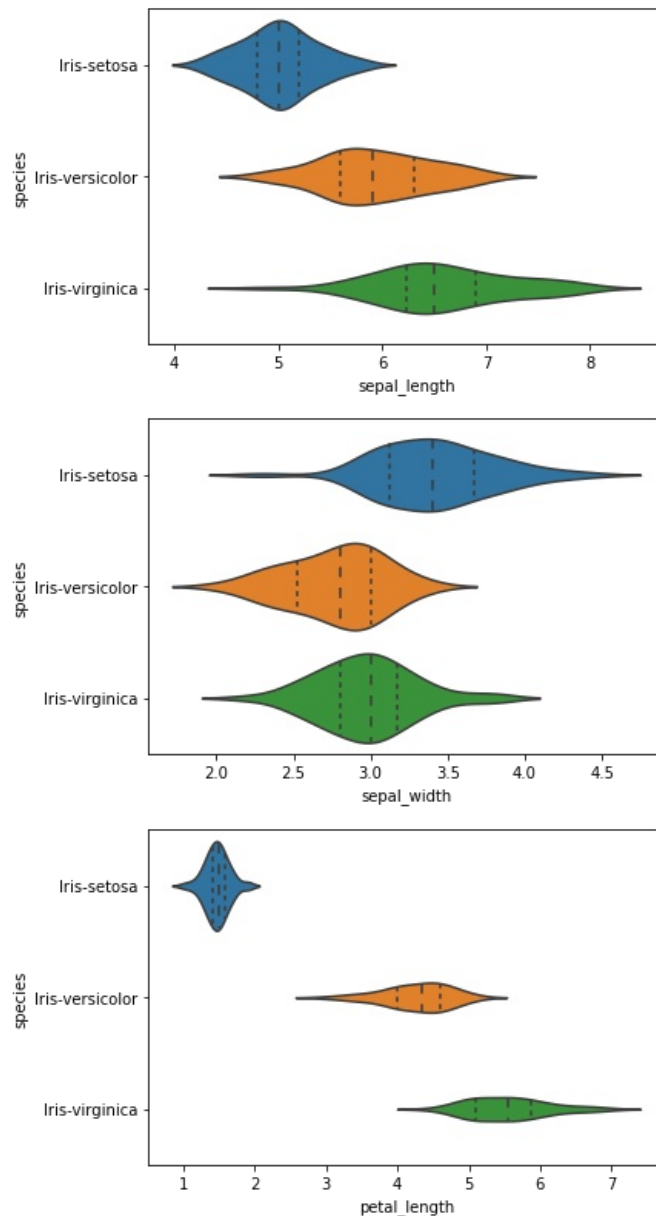 Iris-setosa
Iris-versicolor
Iris-virginica
species
4 5 6 7 8
sepal_length
Iris-setosa
Iris-versicolor
Iris-virginica
species
2.0 2.5 3.0 3.5 4.0 4.5
sepal_width
Iris-setosa
Iris-versicolor
Iris-virginica
species
1 2 3 4 5 6 7
petal_length